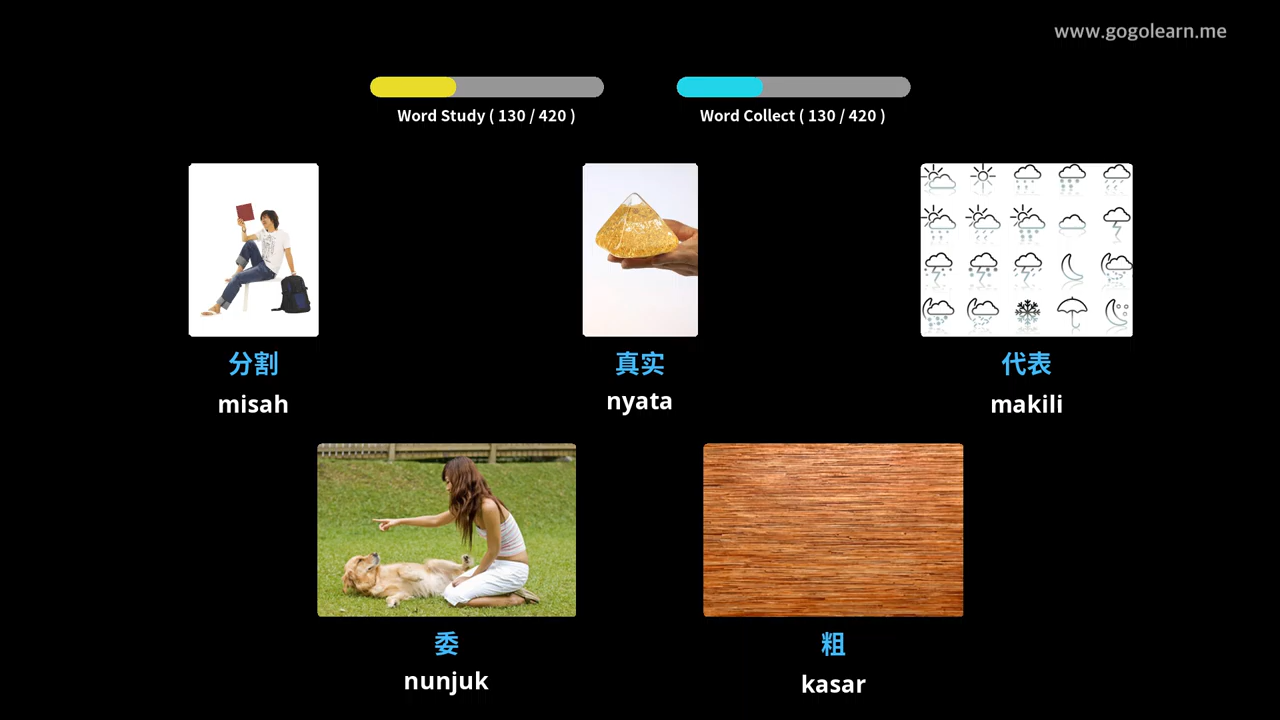 www.gogolearn.me
Word Study ( 130 / 420 )
Word Collect ( 130 / 420 )
分割
misah
真实
nyata
代表
makili
委
nunjuk
粗
kasar